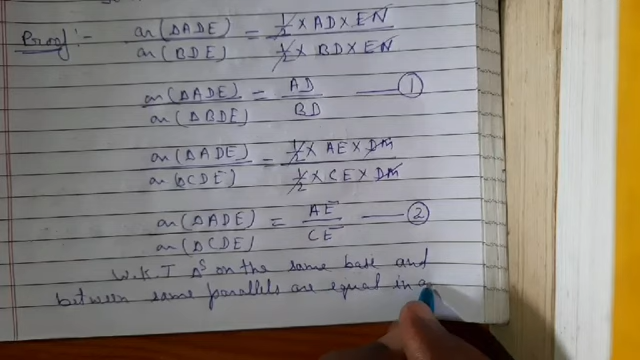 Proof :- ar(ΔADE) / ar(BDE) = ½ × AD × EN / ½ × BD × EN
ar(ΔADE) / ar(ΔBDE) = AD / BD —— ①
ar(ΔADE) / ar ΔCDE) = ½ × AE × DM / ½ × CE × DM
ar(ΔADE) / ar(ΔCDE) = AE / CE —— ②
W.K.T Δs on the same base and
between same parallels are equal in a